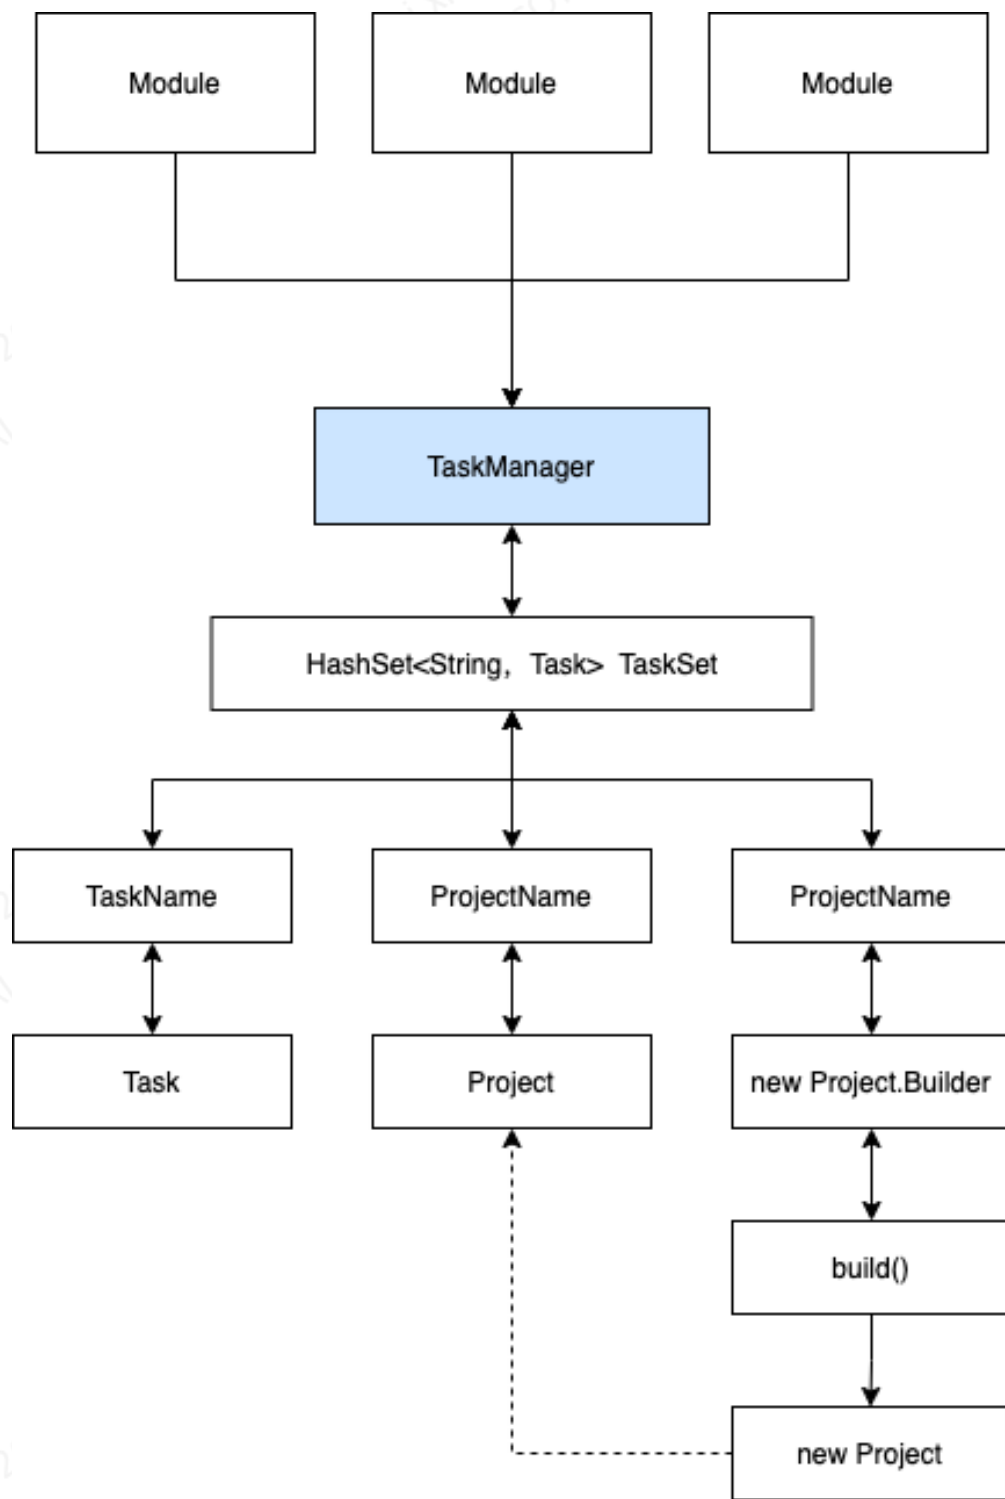 Module
Module
Module
TaskManager
HashSet<String, Task> TaskSet
TaskName
ProjectName
ProjectName
Task
Project
new Project.Builder
build()
new Project